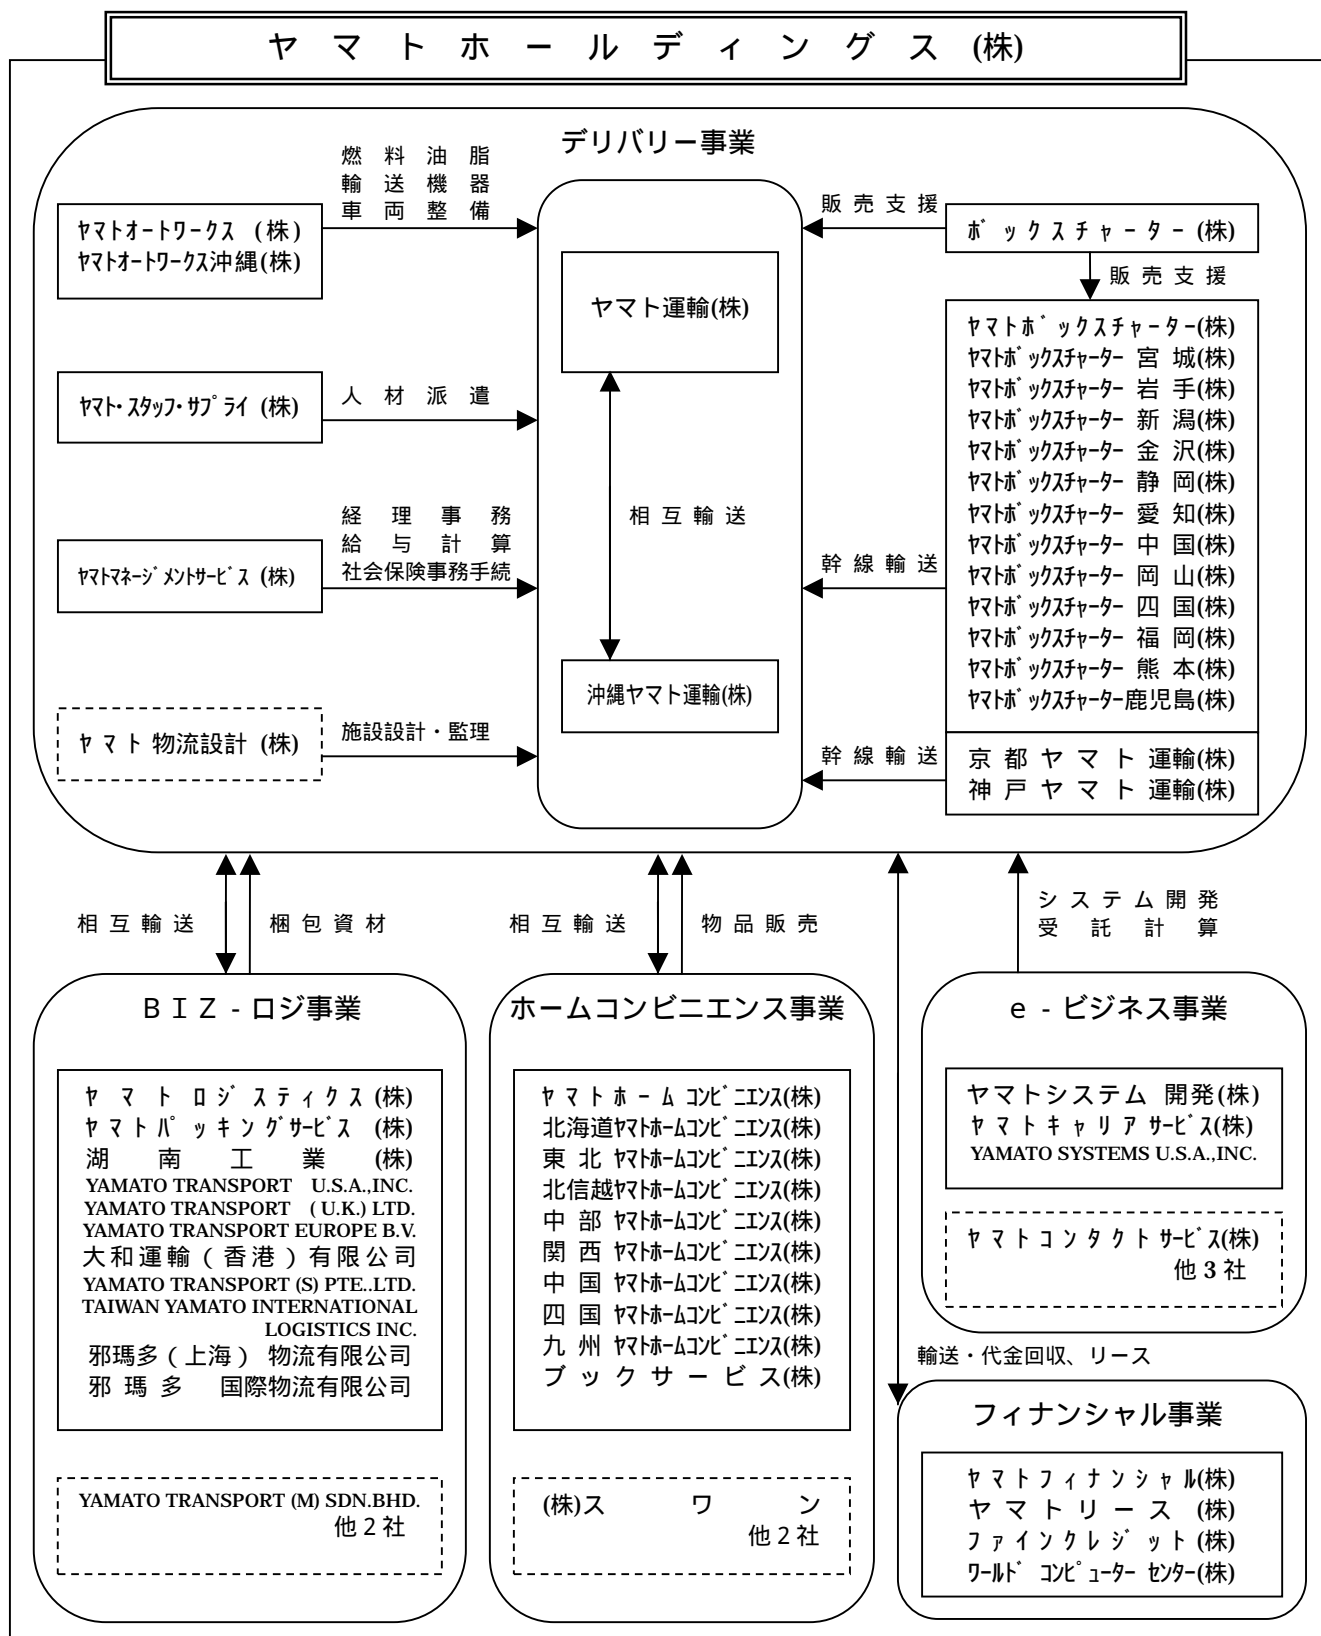 ヤマトホールディングス(株)
デリバリー事業
燃料油脂
輸送機器
車両整備
ヤマトオートワークス (株)
ヤマトオートワークス沖縄(株)
ヤマト・スタッフ・サプライ (株)
人材派遣
経理事務
給与計算
社会保険事務手続
ヤマトマネージメントサービス (株)
ヤマト物流設計 (株)
施設設計・監理
ヤマト運輸(株)
相互輸送
沖縄ヤマト運輸(株)
販売支援
ボックスチャーター(株)
販売支援
ヤマトボックスチャーター(株)
ヤマトボックスチャーター宮城(株)
ヤマトボックスチャーター岩手(株)
ヤマトボックスチャーター新潟(株)
ヤマトボックスチャーター金沢(株)
ヤマトボックスチャーター静岡(株)
ヤマトボックスチャーター愛知(株)
ヤマトボックスチャーター中国(株)
ヤマトボックスチャーター岡山(株)
ヤマトボックスチャーター四国(株)
ヤマトボックスチャーター福岡(株)
ヤマトボックスチャーター熊本(株)
ヤマトボックスチャーター鹿児島(株)
幹線輸送
幹線輸送
京都ヤマト運輸(株)
神戸ヤマト運輸(株)
相互輸送
梱包資材
相互輸送
物品販売
システム開発
受託計算
BIZ-ロジ事業
ヤマトロジスティクス(株)
ヤマトパッキングサービス (株)
湖南工業 (株)
YAMATO TRANSPORT U.S.A.,INC.
YAMATO TRANSPORT (U.K.) LTD.
YAMATO TRANSPORT EUROPE B.V.
大和運輸(香港)有限公司
YAMATO TRANSPORT (S) PTE..LTD.
TAIWAN YAMATO INTERNATIONAL
LOGISTICS INC.
邪瑪多(上海)物流有限公司
邪瑪多 国際物流有限公司
YAMATO TRANSPORT (M) SDN.BHD.
他2社
ホームコンビニエンス事業
ヤマトホームコンビニエンス(株)
北海道ヤマトホームコンビニエンス(株)
東北ヤマトホームコンビニエンス(株)
北信越ヤマトホームコンビニエンス(株)
中部ヤマトホームコンビニエンス(株)
関西ヤマトホームコンビニエンス(株)
中国ヤマトホームコンビニエンス(株)
四国ヤマトホームコンビニエンス(株)
九州ヤマトホームコンビニエンス(株)
ブックサービス(株)
(株)スワン
他2社
e-ビジネス事業
ヤマトシステム開発(株)
ヤマトキャリアサービス(株)
YAMATO SYSTEMS U.S.A.,INC.
ヤマトコンタクトサービス(株)
他3社
輸送・代金回収、リース
フィナンシャル事業
ヤマトフィナンシャル(株)
ヤマトリース (株)
ファインクレジット(株)
ワールドコンピューターセンター(株)